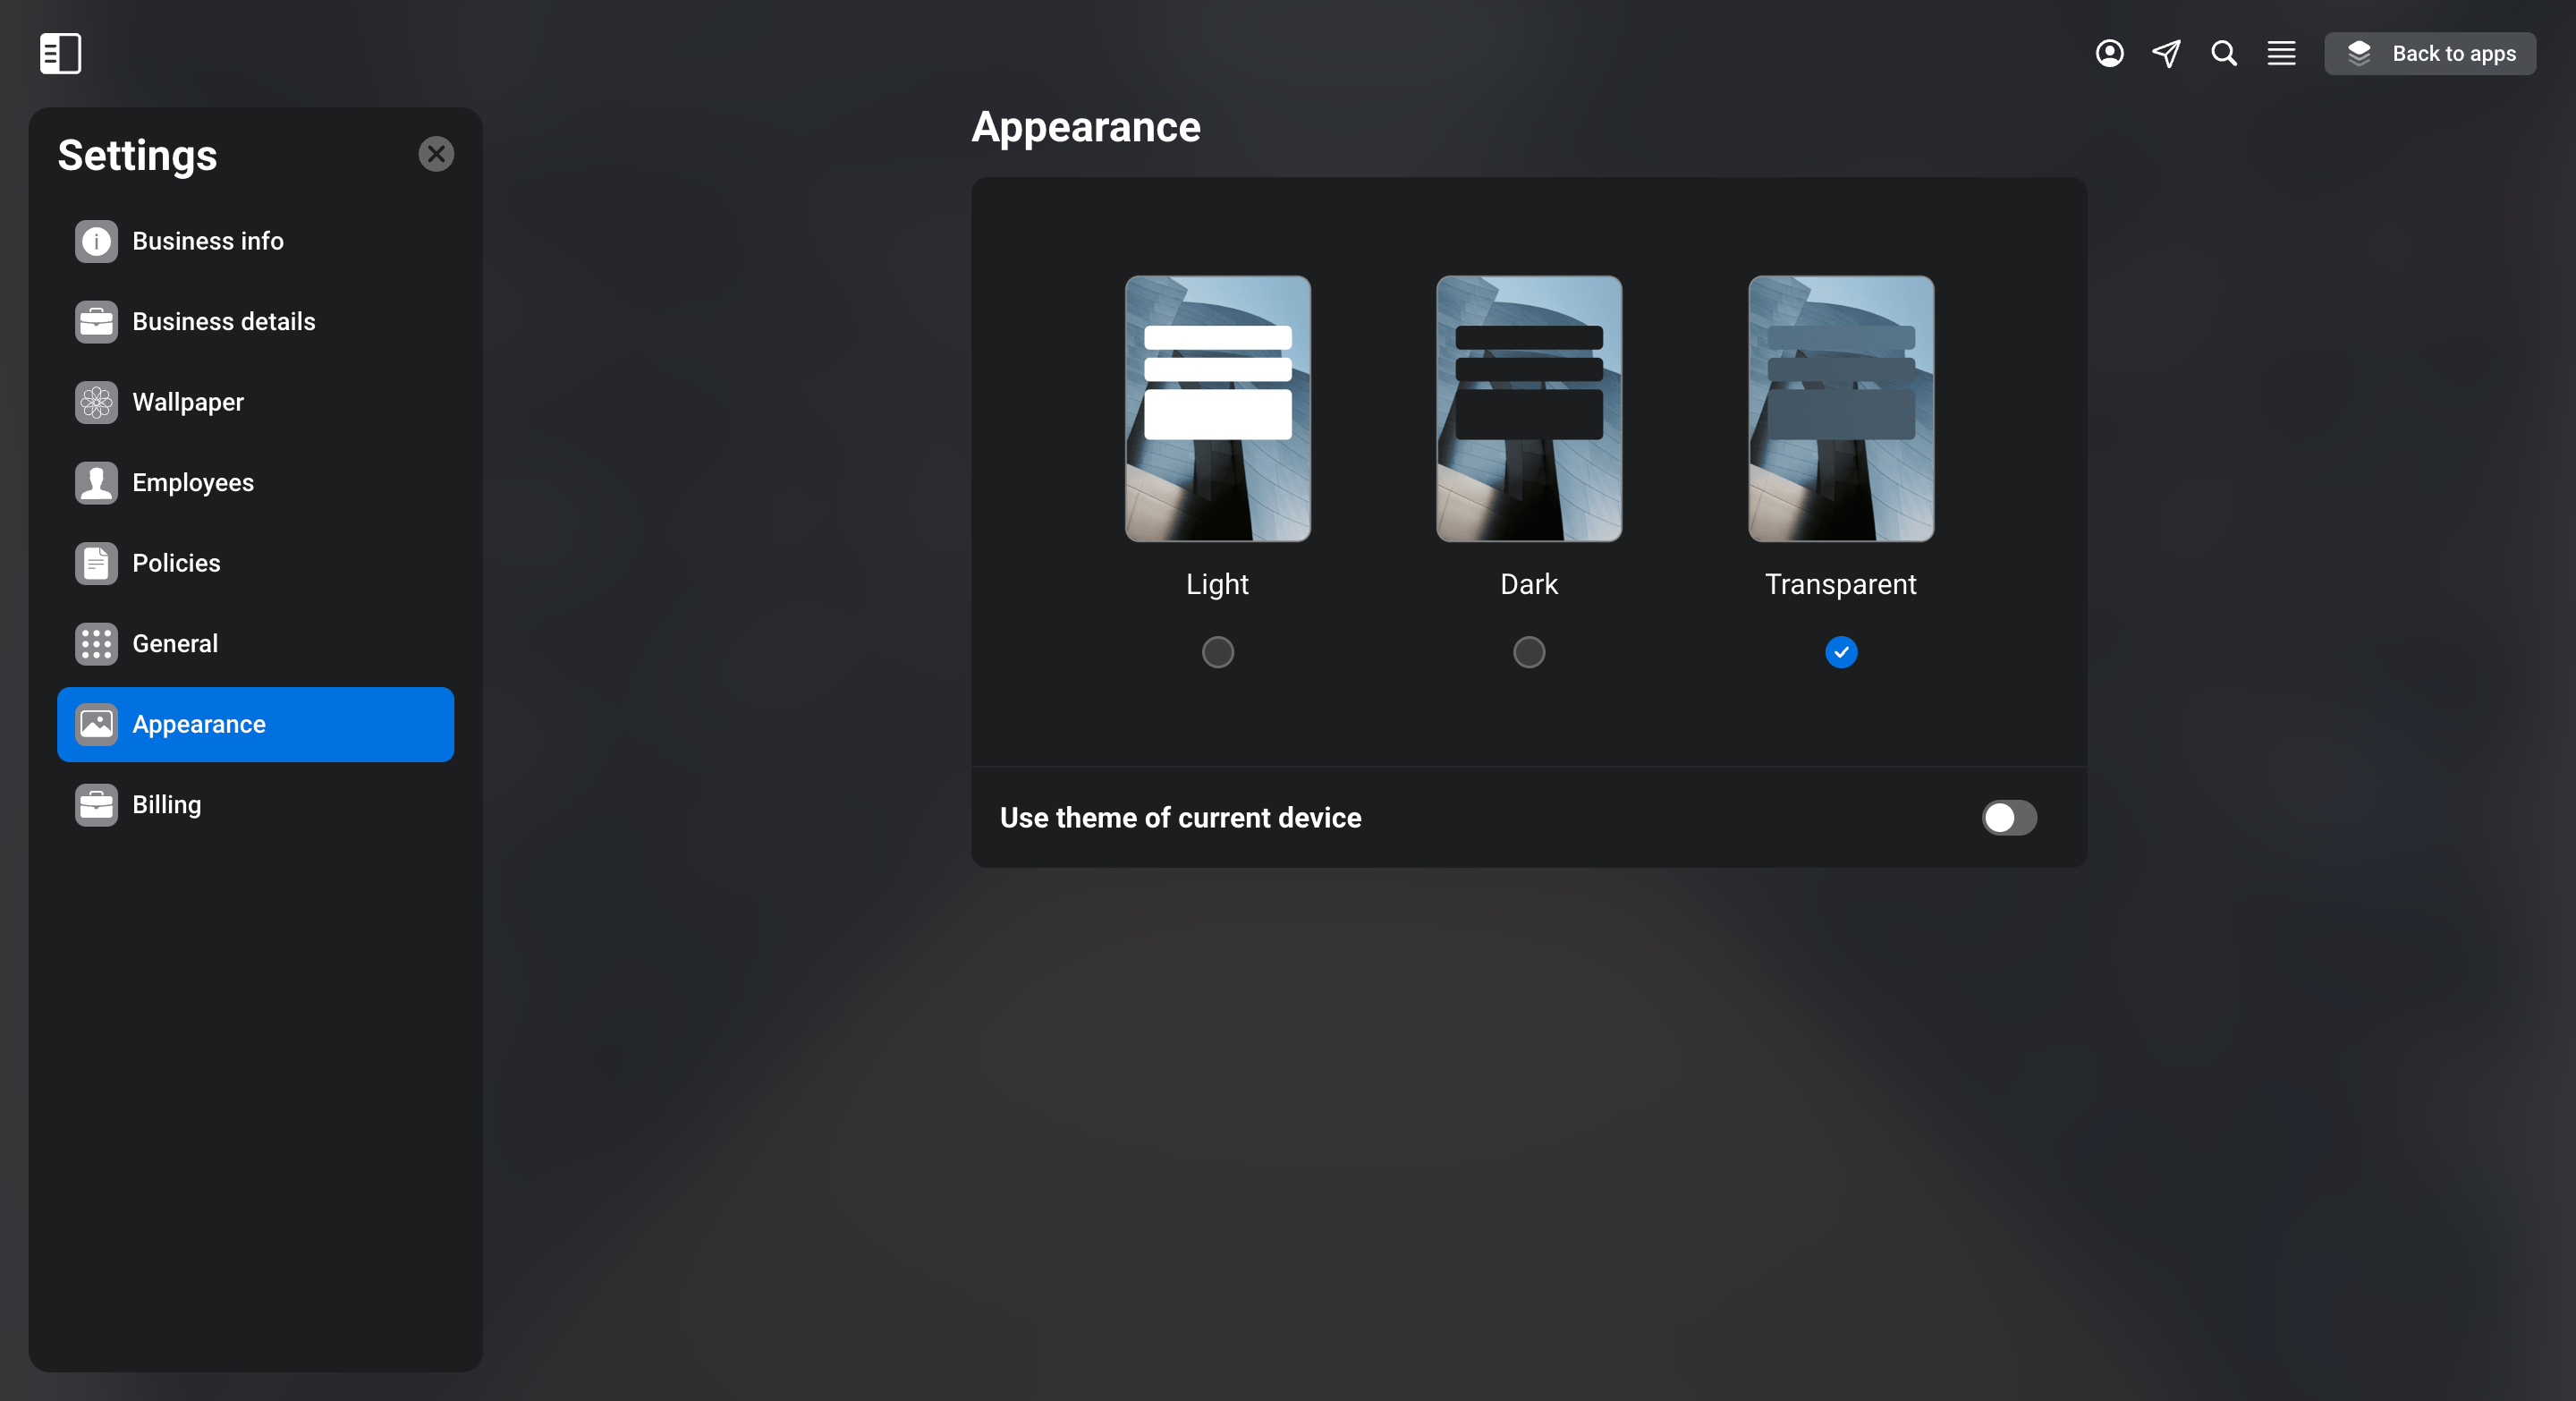 Back to apps
Settings
Business info
Business details
Wallpaper
Employees
Policies
General
Appearance
Billing
Appearance
Light
Dark
Transparent
Use theme of current device